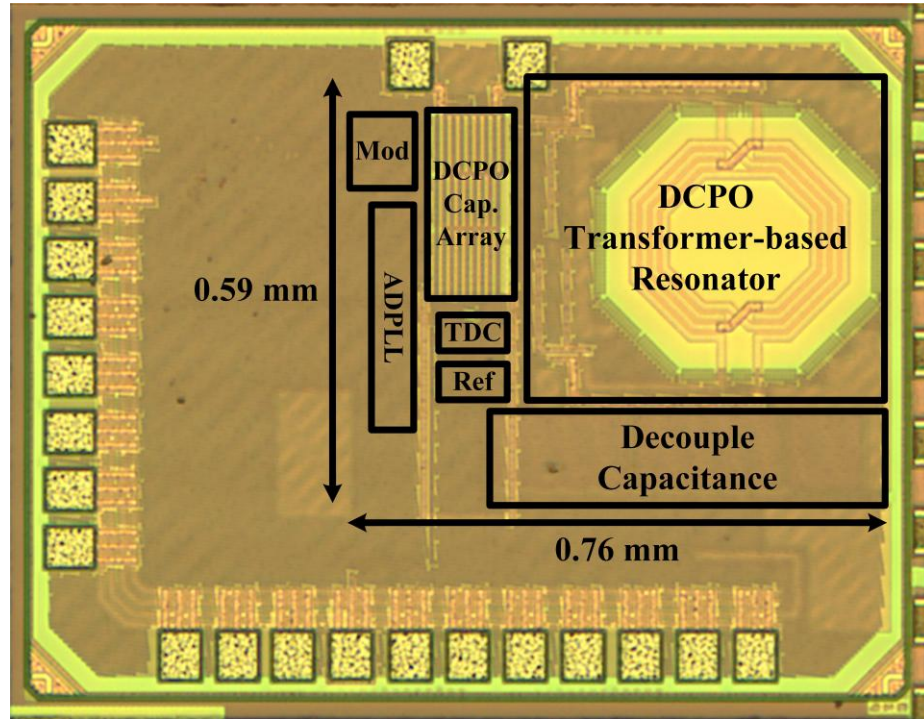 Mod
DCPO
Cap.
Array
DCPO
Transformer-based
Resonator
0.59 mm
ADPLL
TDC
Ref
Decouple
Capacitance
0.76 mm